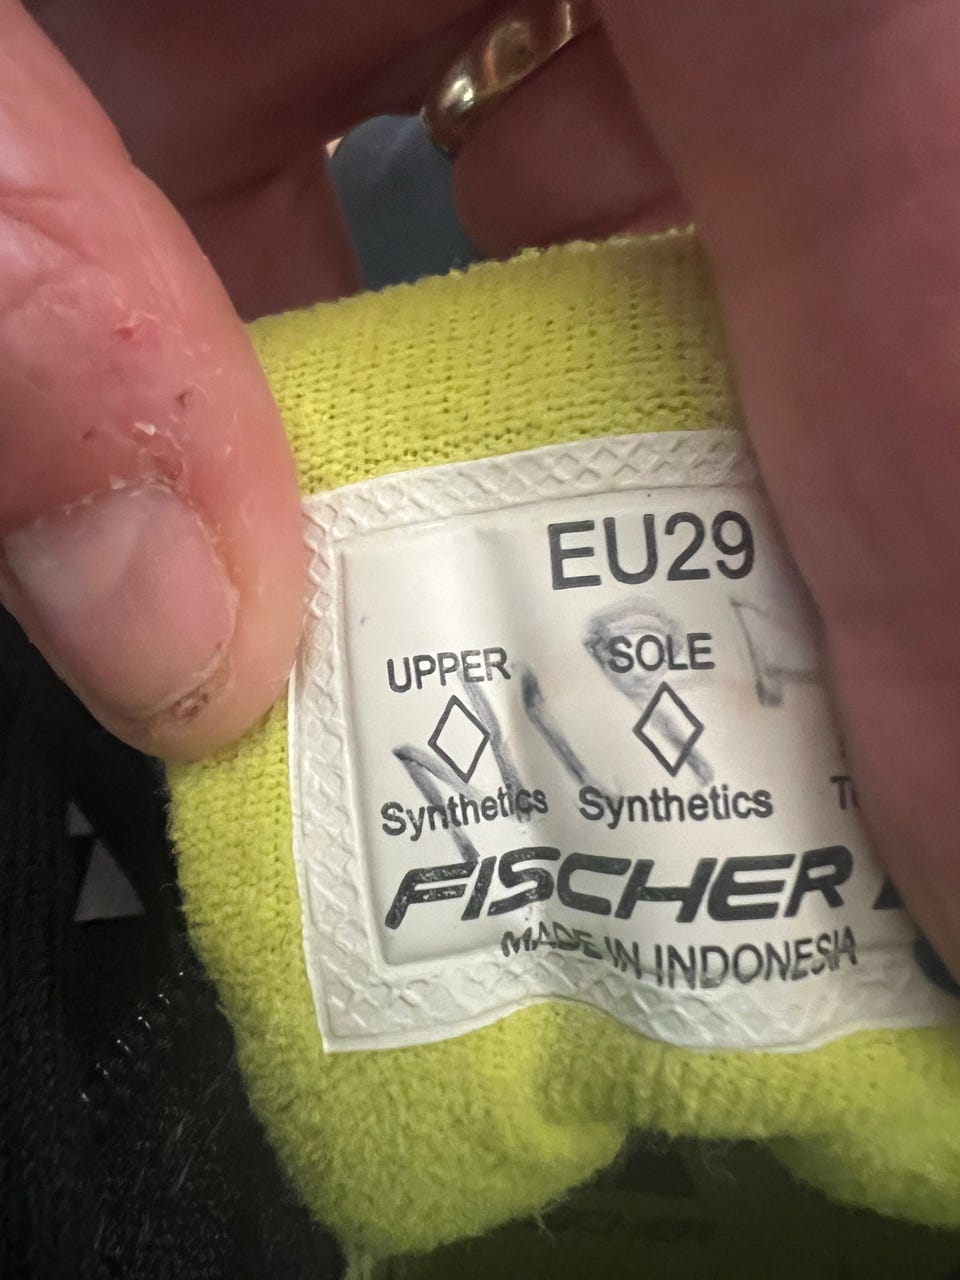 EU29
UPPER SOLE
Synthetics Synthetics
FISCHER
MADE IN INDONESIA